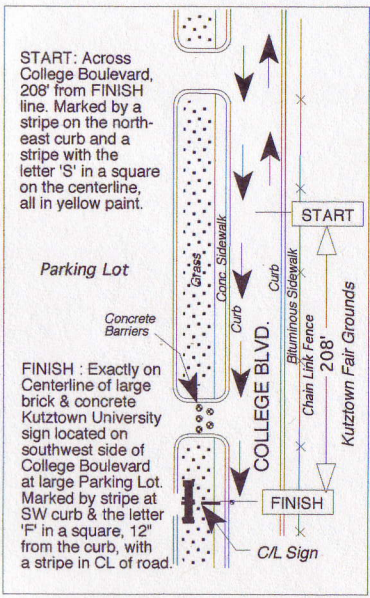 START: Across
College Boulevard,
208' from FINISH
line. Marked by a
stripe on the north-
east curb and a
stripe with the
letter 'S' in a square
on the centerline,
all in yellow paint.
Parking Lot
Concrete
Barriers
FINISH : Exactly on
Centerline of large
brick & concrete
Kutztown University
sign located on
southwest side of
College Boulevard
at large Parking Lot.
Marked by stripe at
SW curb & the letter
'F' in a square, 12"
from the curb, with
a stripe in CL of road.
Grass
Conc. Sidewalk
Curb
COLLEGE BLVD.
Curb
Bituminous Sidewalk
Chain Link Fence
START
208'
Kutztown Fair Grounds
FINISH
C/L Sign